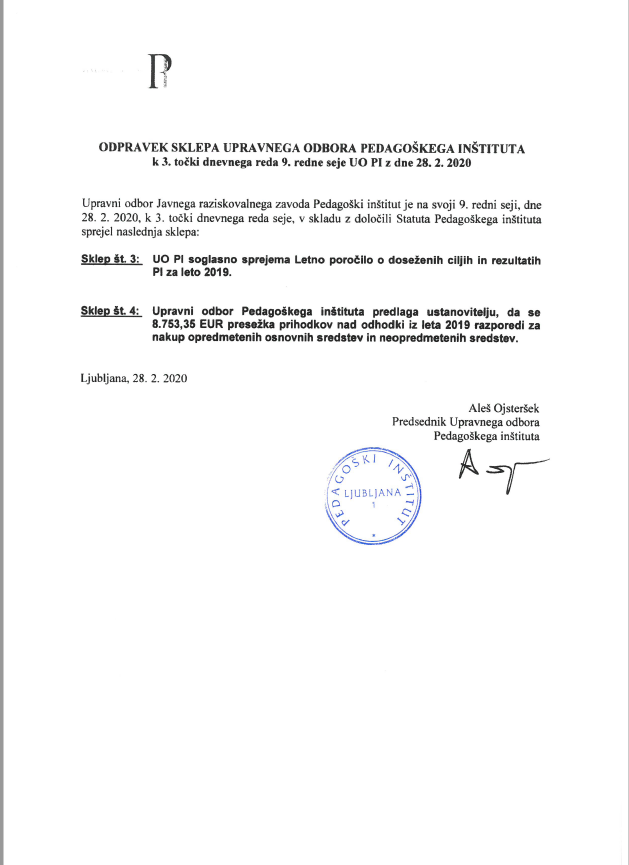 P
ODPRAVEK SKLEPA UPRAVNEGA ODBORA PEDAGOŠKEGA INŠTITUTA
k 3. točki dnevnega reda 9. redne seje UO PI z dne 28. 2. 2020
Upravni odbor Javnega raziskovalnega zavoda Pedagoški inštitut je na svoji 9. redni seji, dne
28. 2. 2020, k 3. točki dnevnega reda seje, v skladu z določili Statuta Pedagoškega inštituta
sprejel naslednja sklepa:
Sklep št. 3: UO PI soglasno sprejema Letno poročilo o doseženih ciljih in rezultatih
PI za leto 2019.
Sklep št. 4: Upravni odbor Pedagoškega inštituta predlaga ustanovitelju, da se
8.753,35 EUR presežka prihodkov nad odhodki iz leta 2019 razporedi za
nakup opredmetenih osnovnih sredstev in neopredmetenih sredstev.
Ljubljana, 28. 2. 2020
Aleš Ojsteršek
Predsednik Upravnega odbora
Pedagoškega inštituta
PEDAGOŠKI INŠTITUT
LJUBLJANA
1